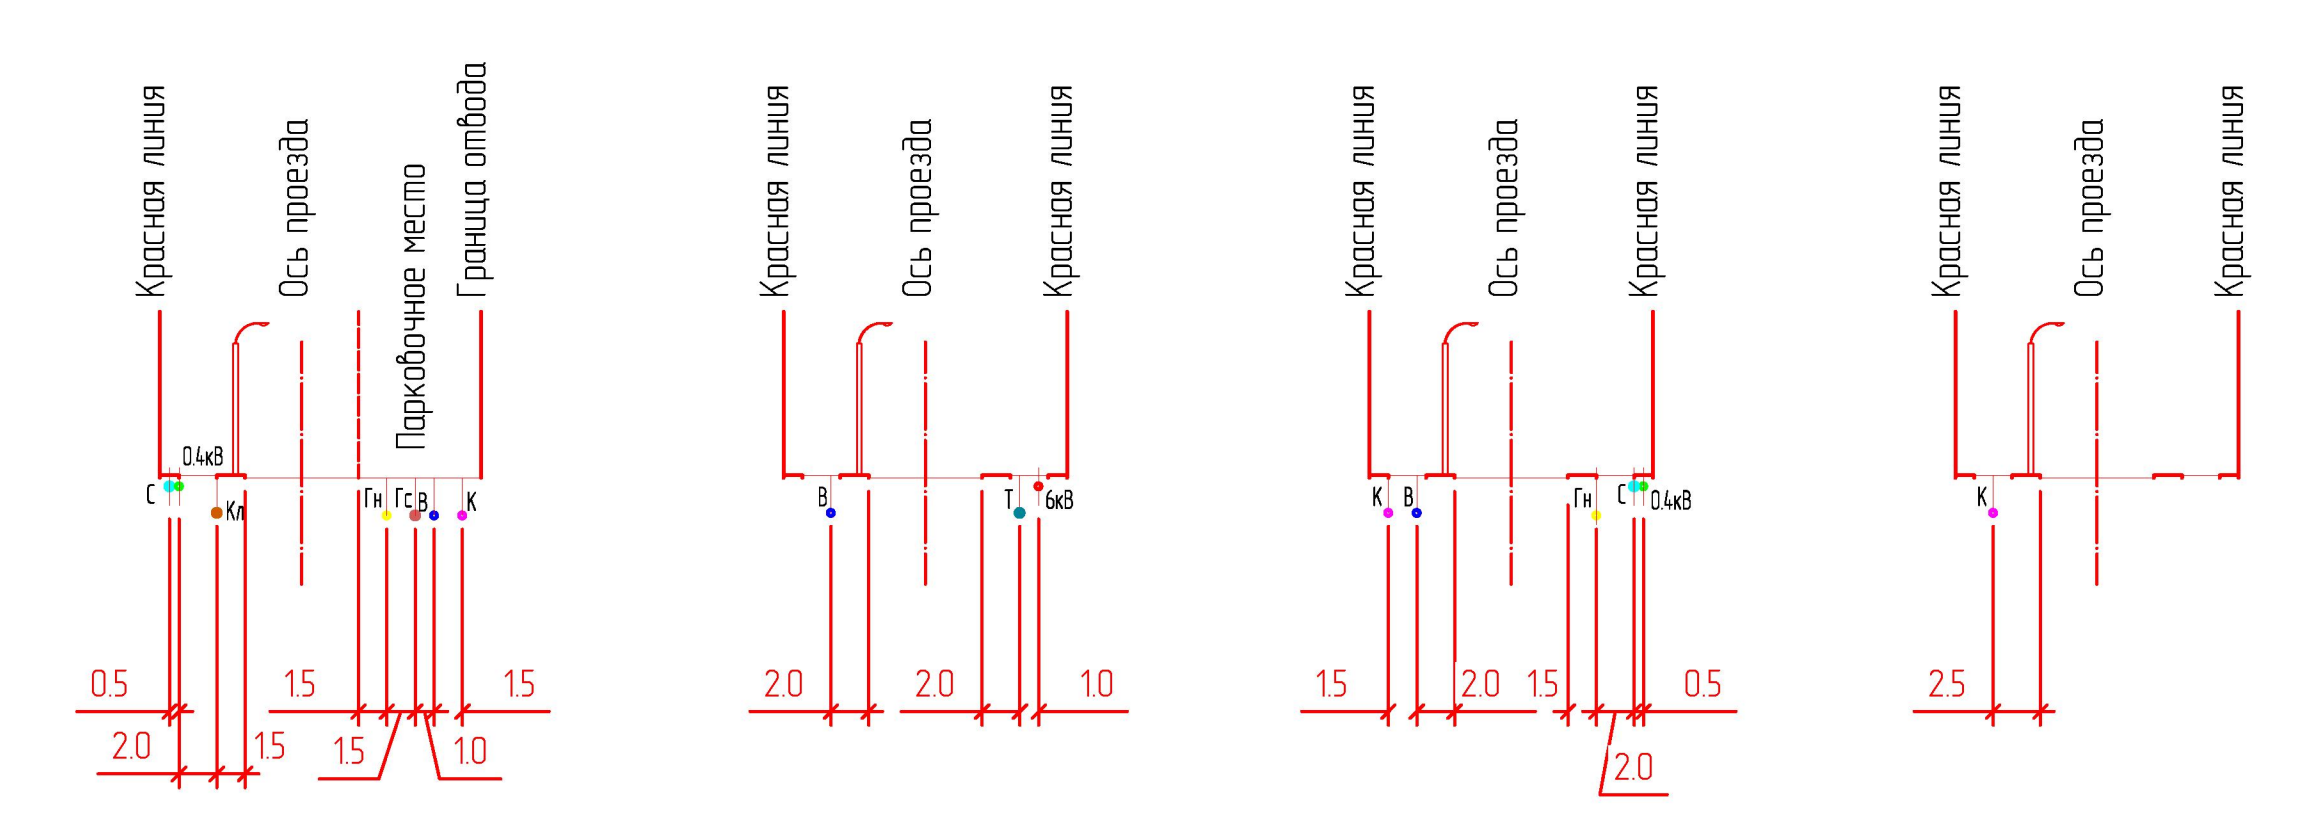 Красная линия
Ось проезда
Парковочное место
Граница отвода
0.4кВ
С
Кл
Гн
Гс
В
К
0.5
1.5
1.5
2.0
1.5
1.5
1.0
Красная линия
Ось проезда
Красная линия
В
Т
6кВ
2.0
2.0
1.0
Красная линия
Ось проезда
Красная линия
К
В
Гн
С
0.4кВ
1.5
2.0
1.5
0.5
2.0
Красная линия
Ось проезда
Красная линия
К
2.5